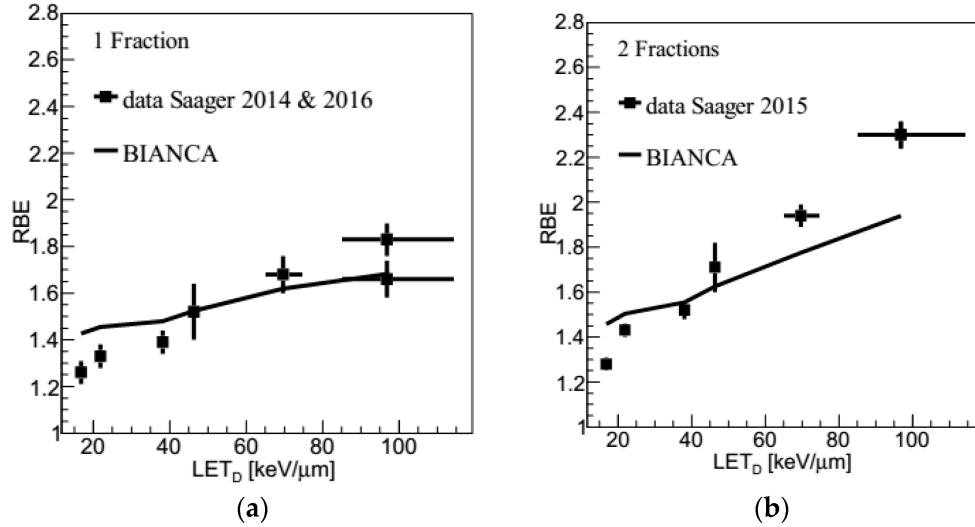 2.8
2.6
2.4
2.2
2
1.8
1.6
1.4
1.2
1
RBE
1 Fraction
data Saager 2014 & 2016
BIANCA
20 40 60 80 100
LET_D [keV/μm]
(a)
2.8
2.6
2.4
2.2
2
1.8
1.6
1.4
1.2
1
RBE
2 Fractions
data Saager 2015
BIANCA
20 40 60 80 100
LET_D [keV/μm]
(b)